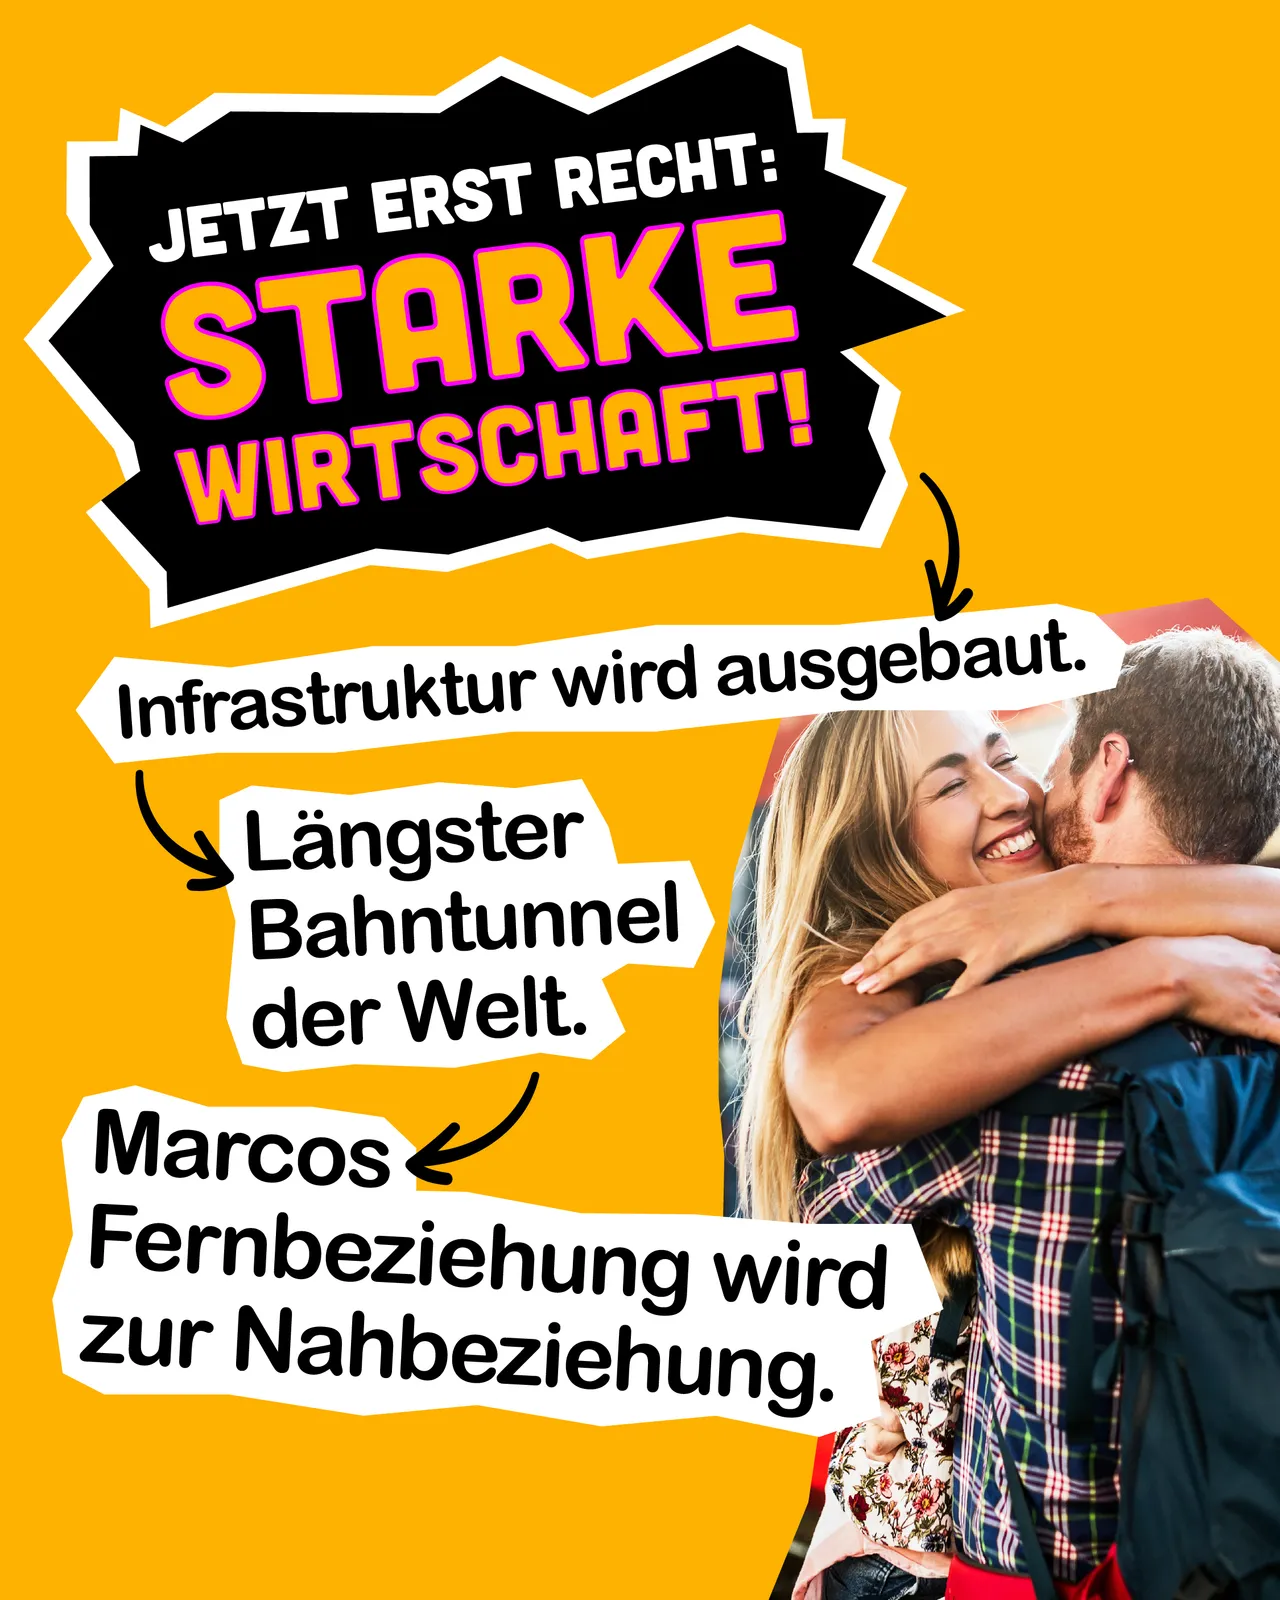 JETZT ERST RECHT:
STARKE
WIRTSCHAFT!
Infrastruktur wird ausgebaut.
Längster
Bahntunnel
der Welt.
Marcos
Fernbeziehung wird
zur Nahbeziehung.